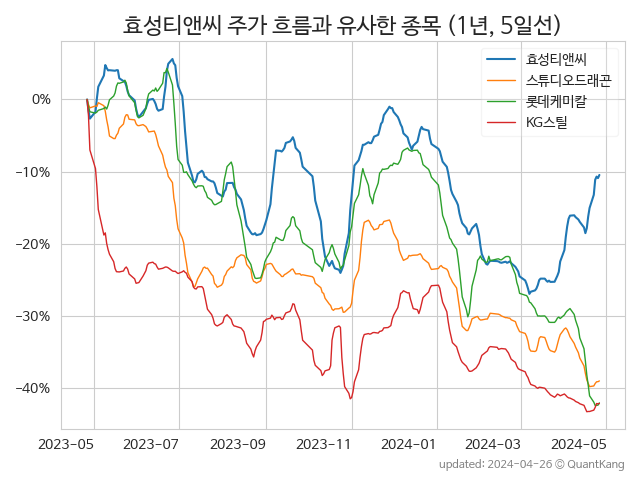 효성티앤씨 주가 흐름과 유사한 종목 (1년, 5일선)
효성티앤씨
스튜디오드래곤
롯데케미칼
KG스틸
0%
−10%
−20%
−30%
−40%
2023-05 2023-07 2023-09 2023-11 2024-01 2024-03 2024-05
updated: 2024-04-26 © QuantKang